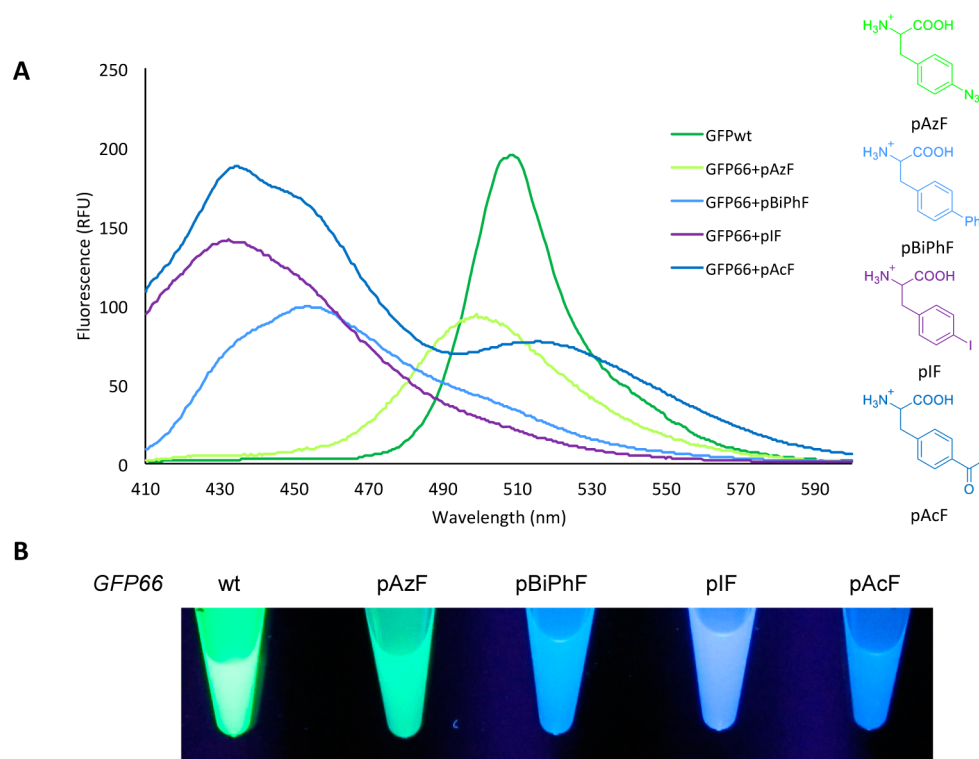 A
250
200
150
100
50
0
Fluorescence (RFU)
410 430 450 470 490 510 530 550 570 590
Wavelength (nm)
GFPwt
GFP66+pAzF
GFP66+pBiPhF
GFP66+pIF
GFP66+pAcF
H₃N⁺ COOH
N₃
pAzF
H₃N⁺ COOH
Ph
pBiPhF
H₃N⁺ COOH
I
pIF
H₃N⁺ COOH
O
pAcF
B
GFP66 wt pAzF pBiPhF pIF pAcF